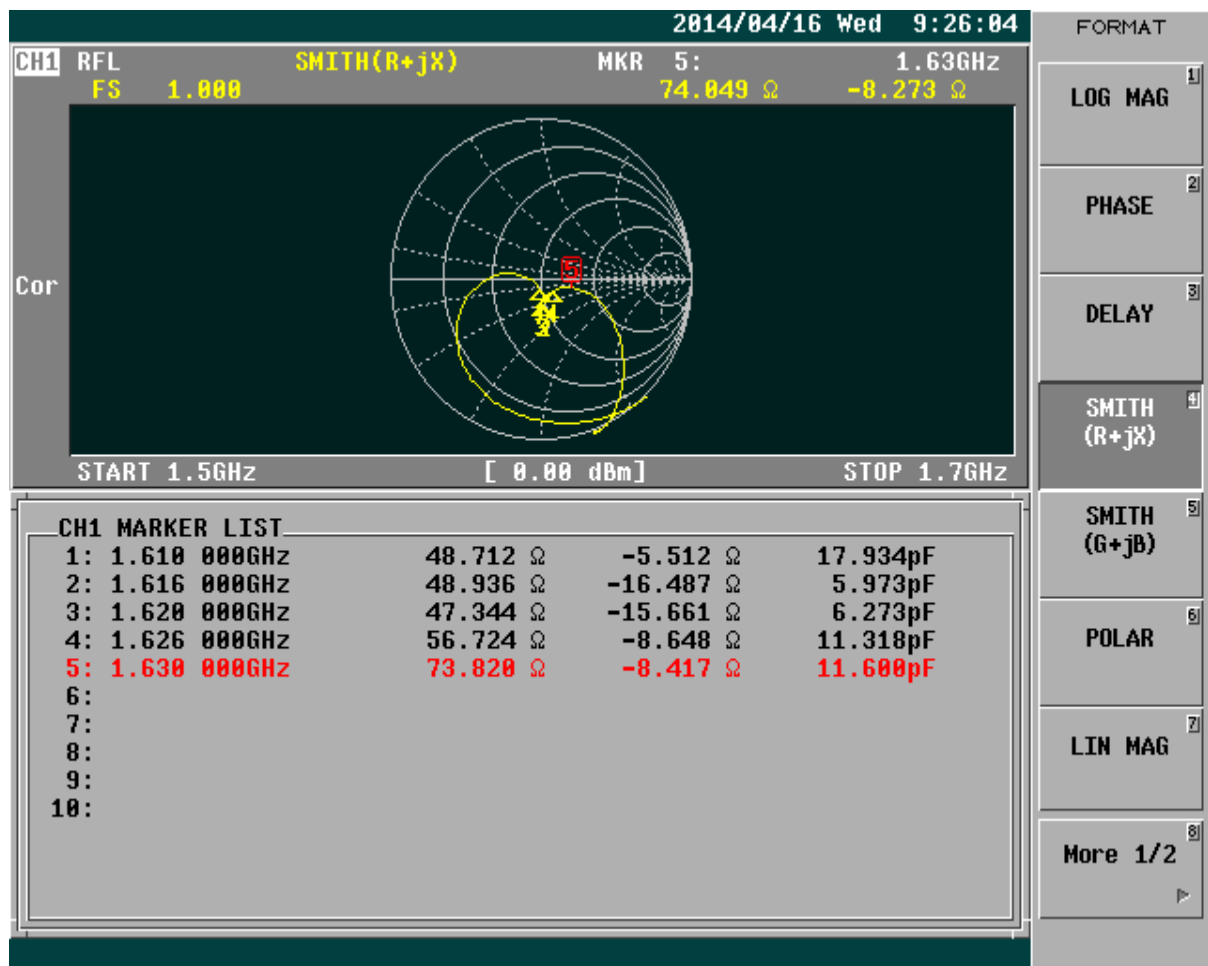 2014/04/16 Wed 9:26:04
CH1 RFL SMITH(R+jX) MKR 5: 1.63GHz
FS 1.000 74.049 Ω -8.273 Ω
5
Cor
START 1.5GHz [ 0.00 dBm] STOP 1.7GHz
CH1 MARKER LIST
1: 1.610 000GHz 48.712 Ω -5.512 Ω 17.934pF
2: 1.616 000GHz 48.936 Ω -16.487 Ω 5.973pF
3: 1.620 000GHz 47.344 Ω -15.661 Ω 6.273pF
4: 1.626 000GHz 56.724 Ω -8.648 Ω 11.318pF
5: 1.630 000GHz 73.820 Ω -8.417 Ω 11.600pF
6:
7:
8:
9:
10:
FORMAT
1
LOG MAG
2
PHASE
3
DELAY
4
SMITH
(R+jX)
5
SMITH
(G+jB)
6
POLAR
7
LIN MAG
8
More 1/2